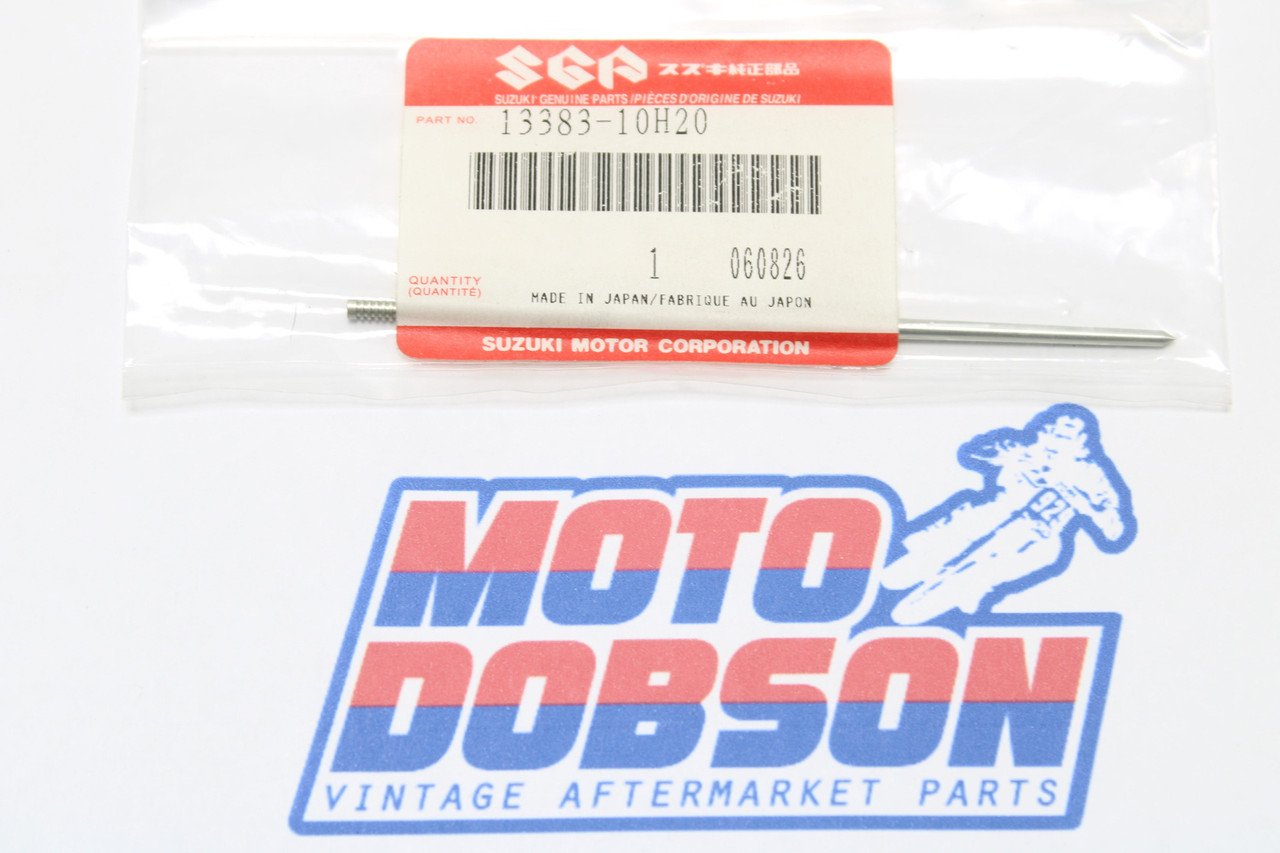 SGP スズキ純正部品
SUZUKI GENUINE PARTS/PIÈCES D'ORIGINE DE SUZUKI
PART NO. 13383-10H20
1 060826
QUANTITY
(QUANTITÉ)
MADE IN JAPAN/FABRIQUE AU JAPON
SUZUKI MOTOR CORPORATION
MOTO
DOBSON
VINTAGE AFTERMARKET PARTS